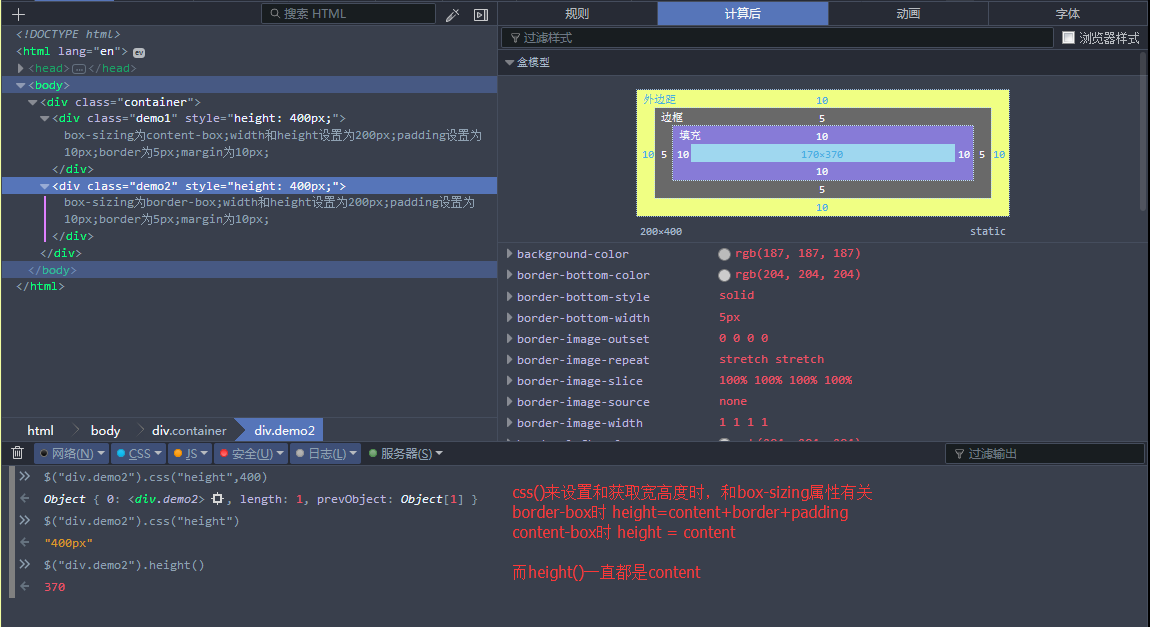 搜索 HTML
<!DOCTYPE html>
<html lang="en"> ev
<head> … </head>
<body>
<div class="container">
<div class="demo1" style="height: 400px;">
box-sizing为content-box;width和height设置为200px;padding设置为
10px;border为5px;margin为10px;
</div>
<div class="demo2" style="height: 400px;">
box-sizing为border-box;width和height设置为200px;padding设置为
10px;border为5px;margin为10px;
</div>
</div>
</body>
</html>
html body div.container div.demo2
规则 计算后 动画 字体
过滤样式 浏览器样式
盒模型
外边距 10
边框 5
填充 10
10 5 10 170×370 10 5 10
10
5
10
200×400 static
background-color rgb(187, 187, 187)
border-bottom-color rgb(204, 204, 204)
border-bottom-style solid
border-bottom-width 5px
border-image-outset 0 0 0 0
border-image-repeat stretch stretch
border-image-slice 100% 100% 100% 100%
border-image-source none
border-image-width 1 1 1 1
网络(N) CSS JS 安全(U) 日志(L) 服务器(S) 过滤输出
$("div.demo2").css("height",400)
Object { 0: <div.demo2> , length: 1, prevObject: Object[1] }
$("div.demo2").css("height")
"400px"
$("div.demo2").height()
370
css()来设置和获取宽高度时，和box-sizing属性有关
border-box时 height=content+border+padding
content-box时 height = content
而height()一直都是content